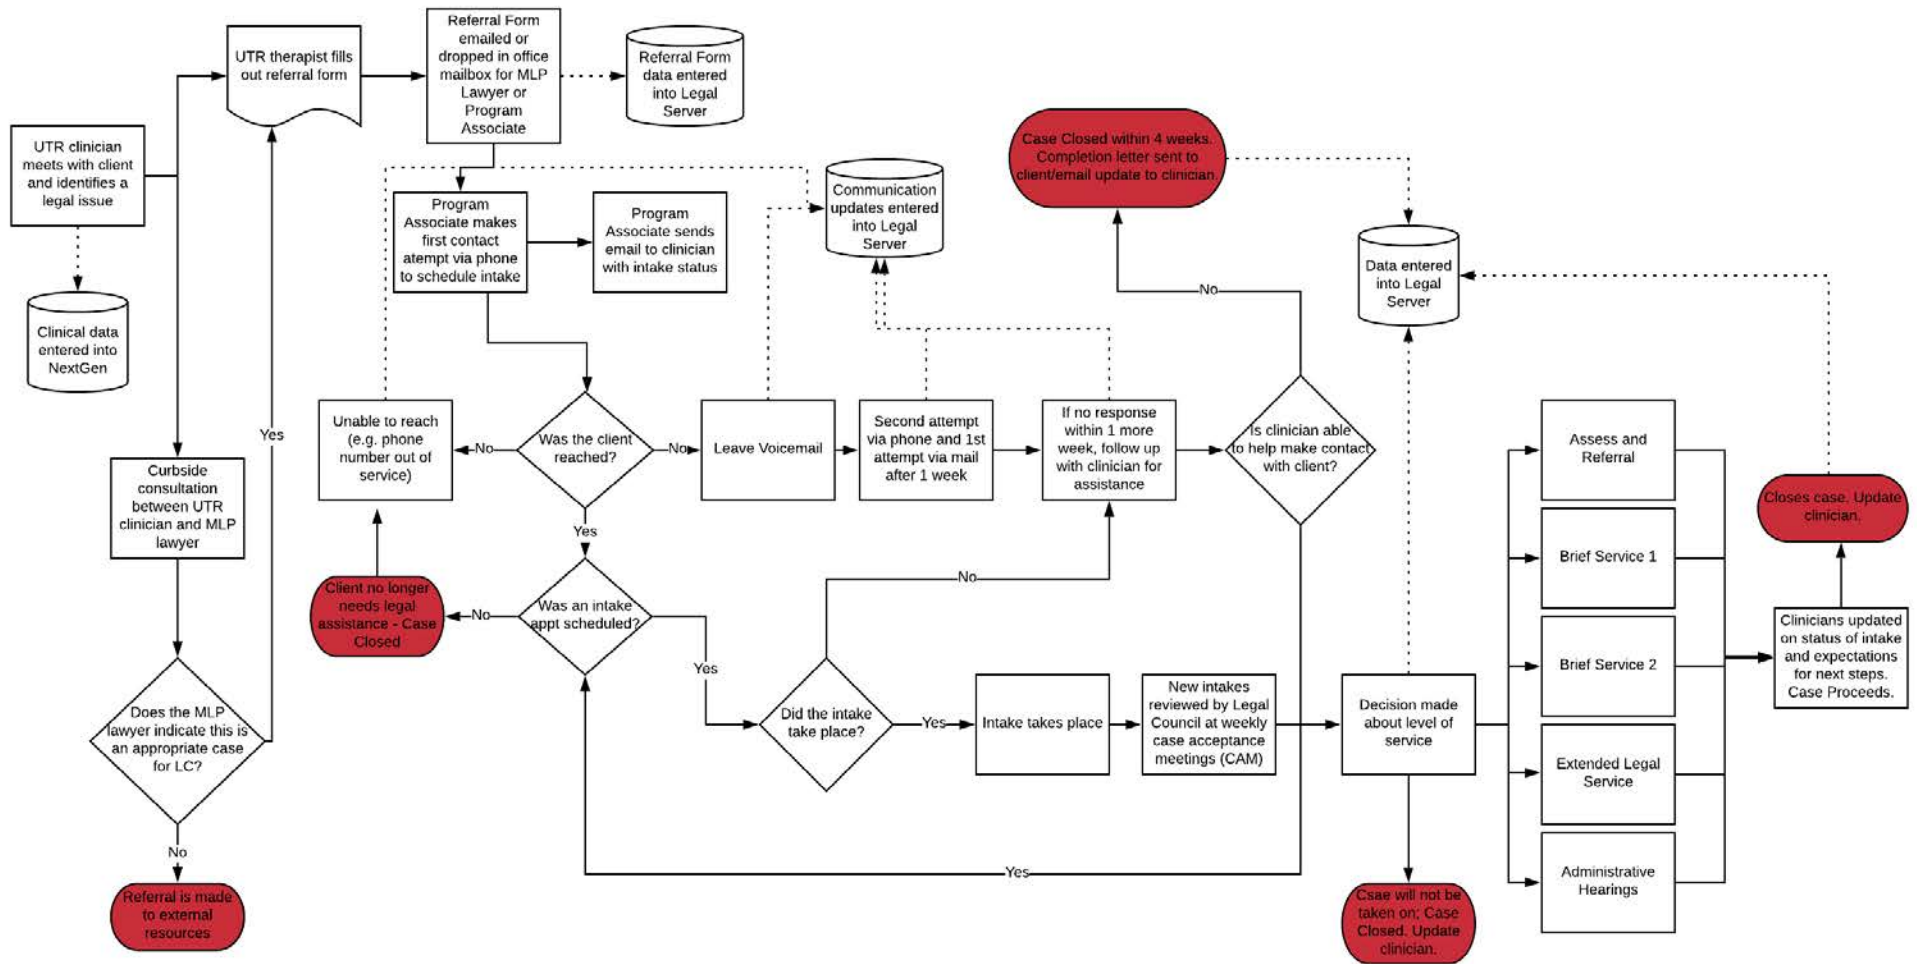 UTR clinician
meets with client
and identifies a
legal issue
Clinical data
entered into
NextGen
UTR therapist fills
out referral form
Referral Form
emailed or
dropped in office
mailbox for MLP
Lawyer or
Program
Associate
Referral Form
data entered
into Legal
Server
Yes
Curbside
consultation
between UTR
clinician and MLP
lawyer
Does the MLP
lawyer indicate this is
an appropriate case
for LC?
No
Referral is made
to external
resources
Program
Associate makes
first contact
atempt via phone
to schedule intake
Program
Associate sends
email to clinician
with intake status
Communication
updates entered
into Legal
Server
Unable to reach
(e.g. phone
number out of
service)
No
Was the client
reached?
No
Leave Voicemail
Second attempt
via phone and 1st
attempt via mail
after 1 week
If no response
within 1 more
week, follow up
with clinician for
assistance
Is clinician able
to help make contact
with client?
No
Case Closed within 4 weeks.
Completion letter sent to
client/email update to clinician.
Data entered
into Legal
Server
Yes
Client no longer
needs legal
assistance - Case
Closed
No
Was an intake
appt scheduled?
Yes
No
Did the intake
take place?
Yes
Intake takes place
New intakes
reviewed by Legal
Council at weekly
case acceptance
meetings (CAM)
Yes
Decision made
about level of
service
Csae will not be
taken on; Case
Closed. Update
clinician.
Assess and
Referral
Brief Service 1
Brief Service 2
Extended Legal
Service
Administrative
Hearings
Closes case. Update
clinician.
Clinicians updated
on status of intake
and expectations
for next steps.
Case Proceeds.